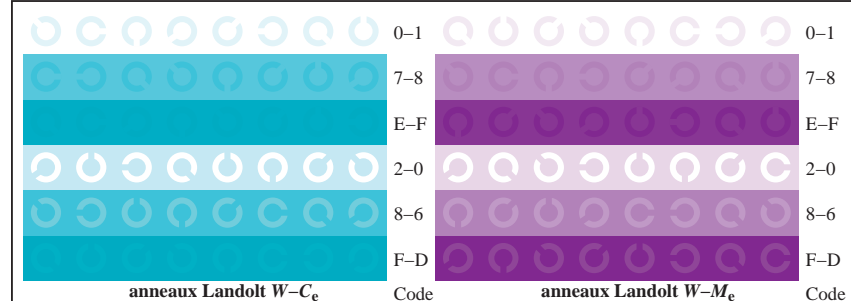 0–1
7–8
E–F
2–0
8–6
F–D
anneaux Landolt W–Ce
Code
0–1
7–8
E–F
2–0
8–6
F–D
anneaux Landolt W–Me
Code